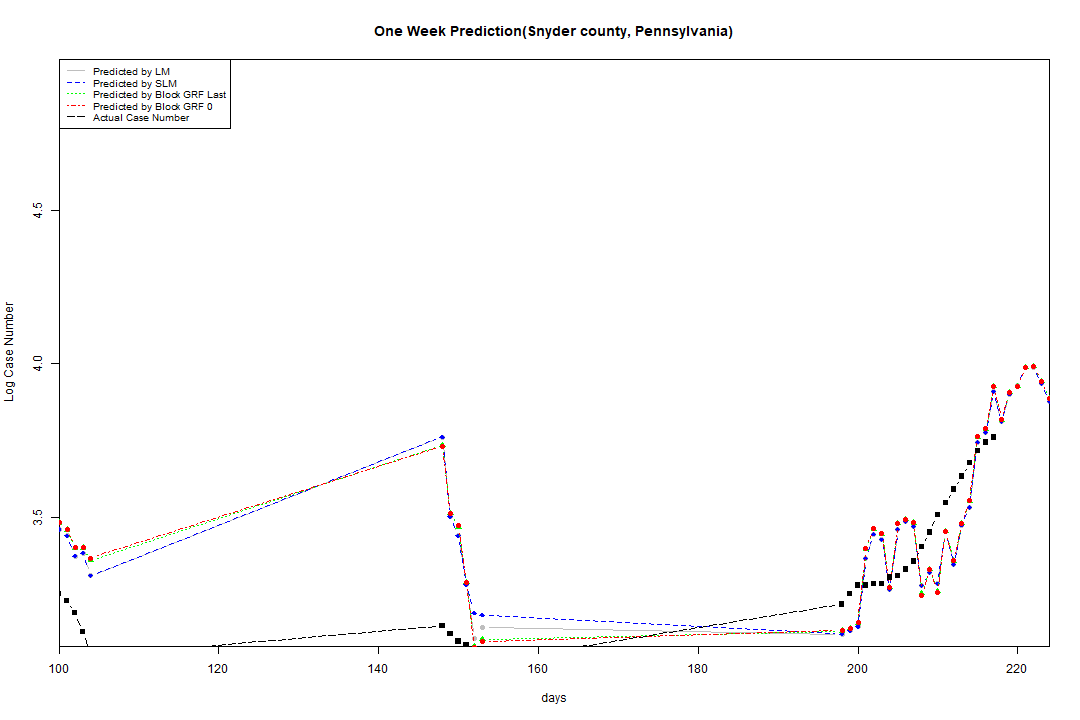 One Week Prediction(Snyder county, Pennsylvania)
Predicted by LM
Predicted by SLM
Predicted by Block GRF Last
Predicted by Block GRF 0
Actual Case Number
4.5
4.0
3.5
Log Case Number
100 120 140 160 180 200 220
days